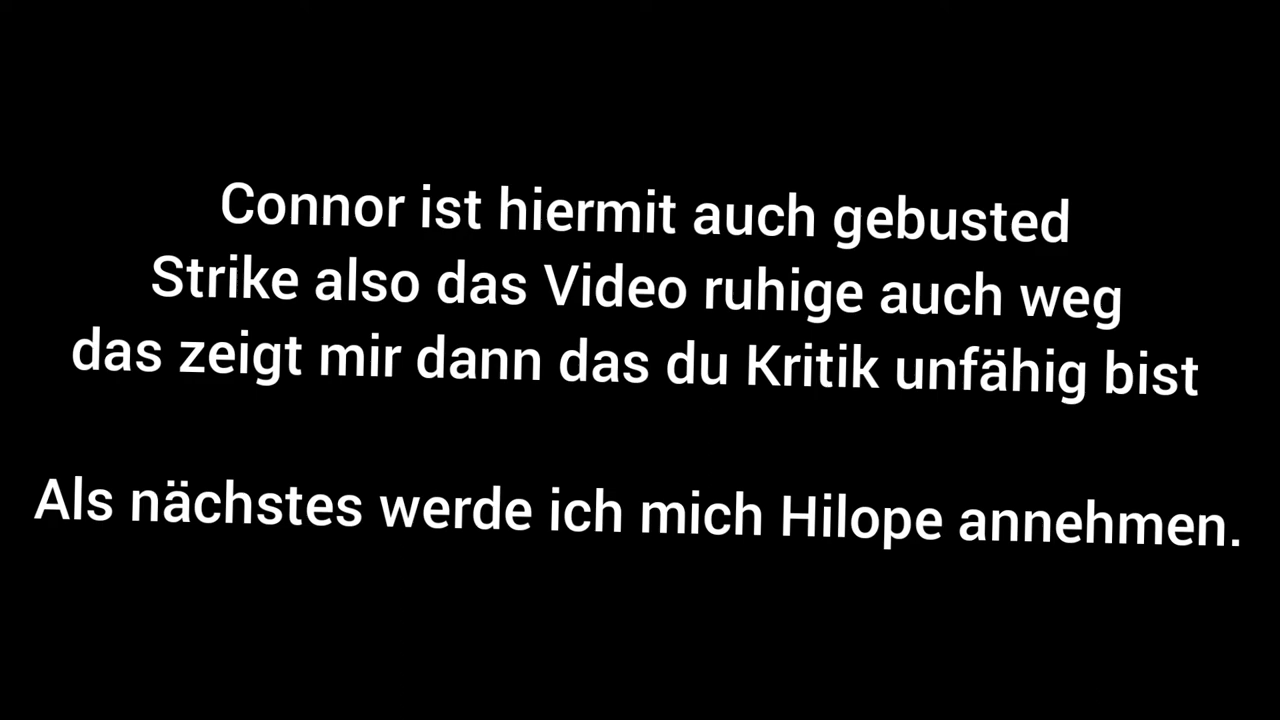 Connor ist hiermit auch gebusted
Strike also das Video ruhige auch weg
das zeigt mir dann das du Kritik unfähig bist
Als nächstes werde ich mich Hilope annehmen.